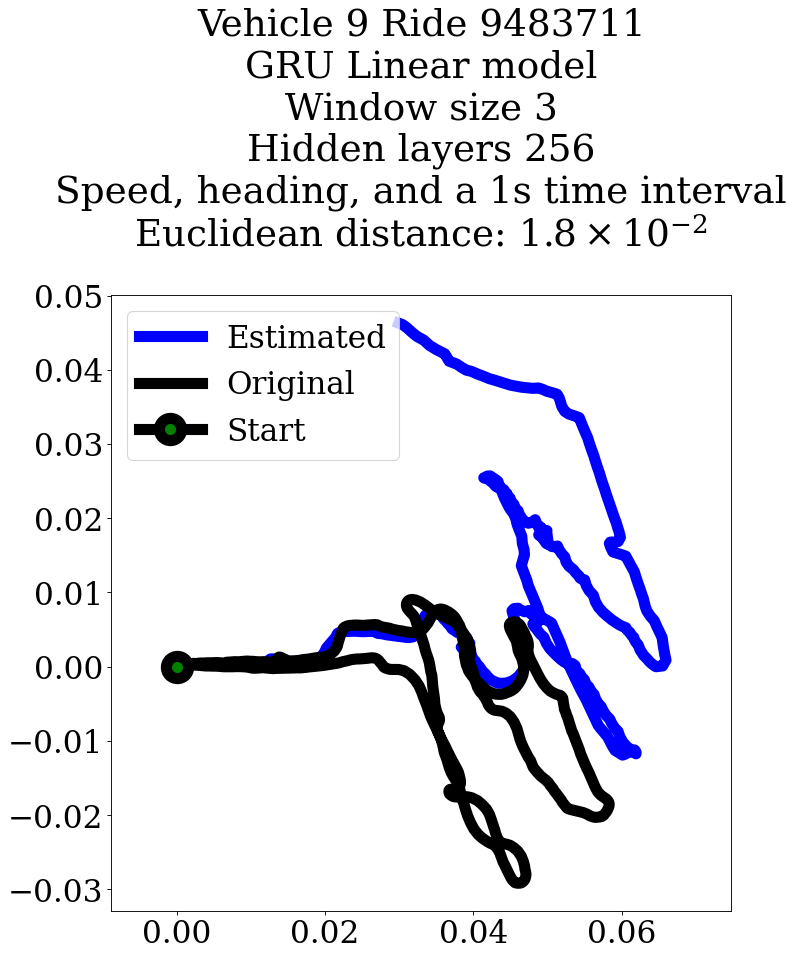 Vehicle 9 Ride 9483711
GRU Linear model
Window size 3
Hidden layers 256
Speed, heading, and a 1s time interval
Euclidean distance: 1.8 × 10⁻²
0.05
0.04
0.03
0.02
0.01
0.00
−0.01
−0.02
−0.03
Estimated
Original
Start
0.00 0.02 0.04 0.06